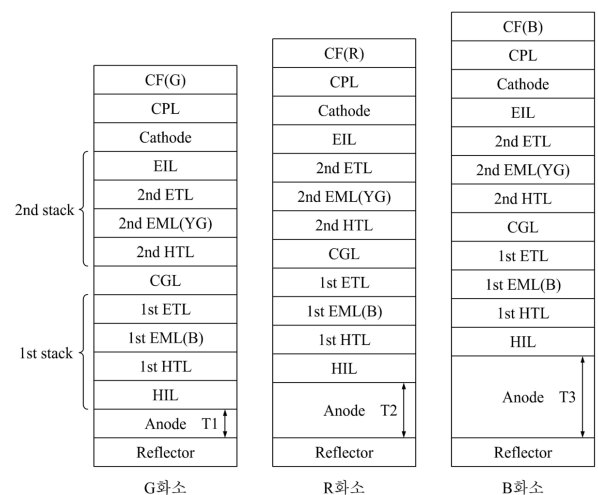 CF(G)
CPL
Cathode
EIL
2nd ETL
2nd EML(YG)
2nd HTL
CGL
1st ETL
1st EML(B)
1st HTL
HIL
Anode T1
Reflector
2nd stack
1st stack
G화소
CF(R)
CPL
Cathode
EIL
2nd ETL
2nd EML(YG)
2nd HTL
CGL
1st ETL
1st EML(B)
1st HTL
HIL
Anode T2
Reflector
R화소
CF(B)
CPL
Cathode
EIL
2nd ETL
2nd EML(YG)
2nd HTL
CGL
1st ETL
1st EML(B)
1st HTL
HIL
Anode T3
Reflector
B화소